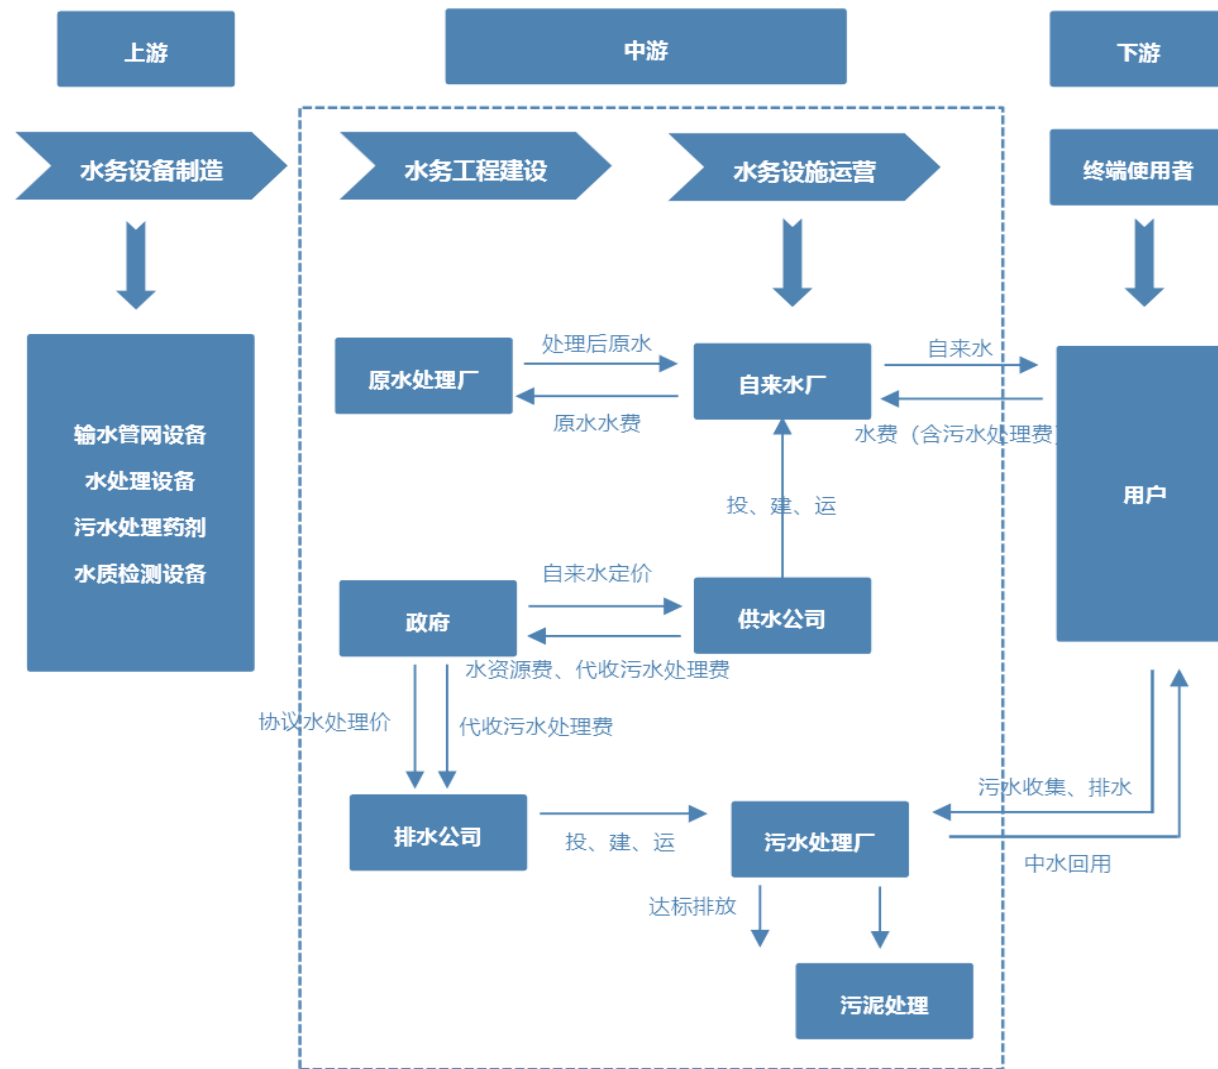 上游
中游
下游
水务设备制造
水务工程建设
水务设施运营
终端使用者
处理后原水
自来水
原水处理厂
自来水厂
原水水费
水费（含污水处理费）
输水管网设备
水处理设备
污水处理药剂
水质检测设备
用户
投、建、运
自来水定价
政府
供水公司
水资源费、代收污水处理费
协议水处理价
代收污水处理费
污水收集、排水
排水公司
投、建、运
污水处理厂
中水回用
达标排放
污泥处理